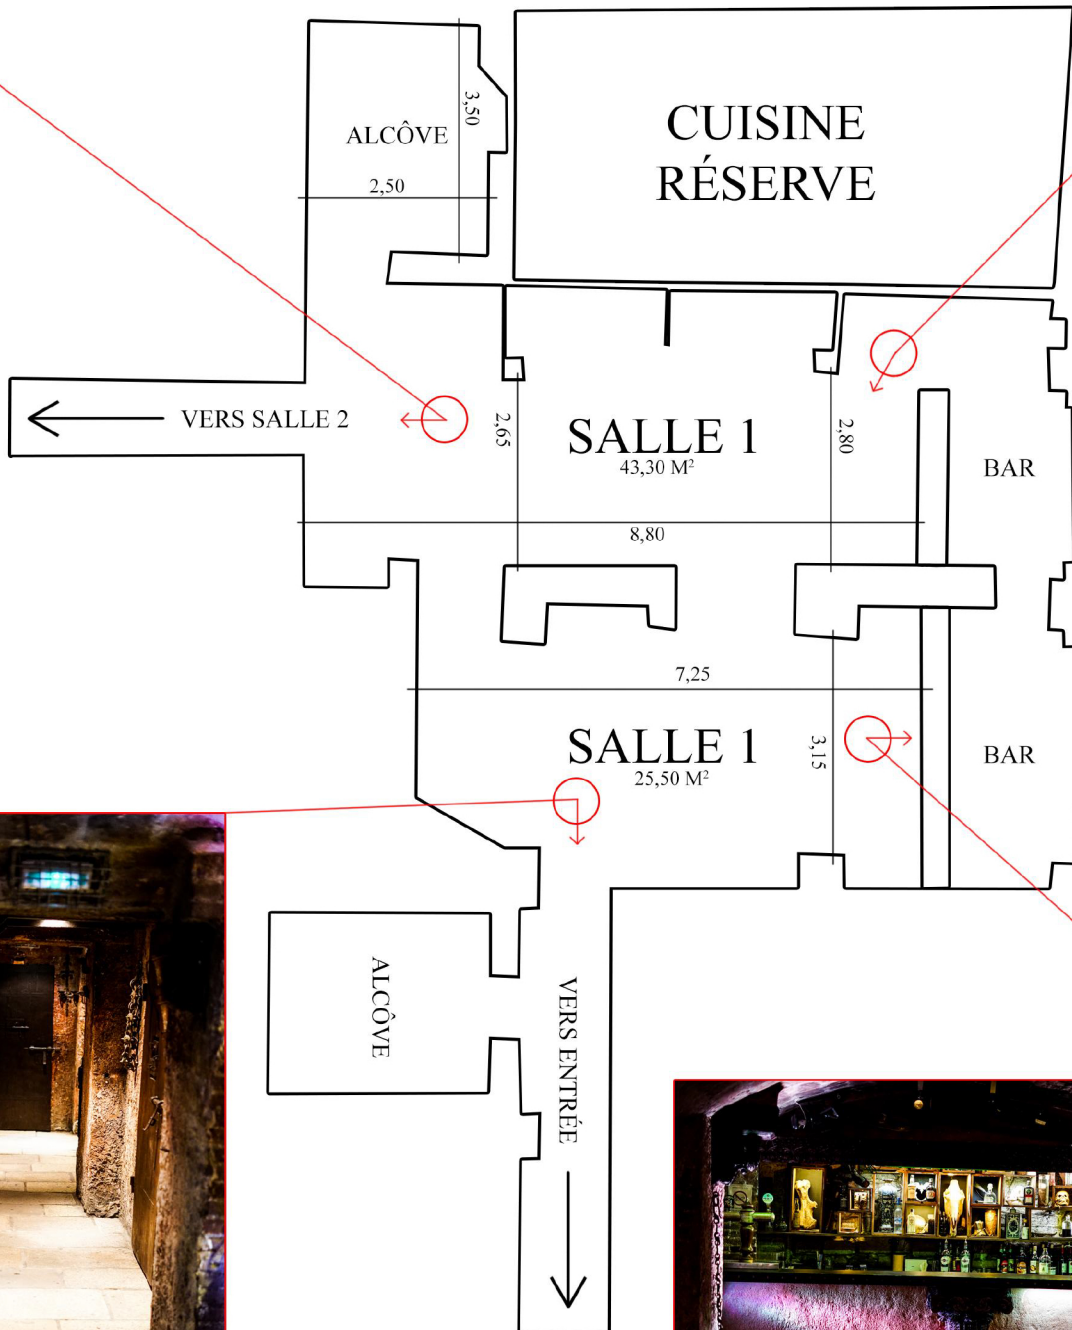 CUISINE
RÉSERVE
3,50
ALCÔVE
2,50
VERS SALLE 2
2,65
SALLE 1
43,30 M²
2,80
BAR
8,80
7,25
SALLE 1
25,50 M²
3,15
BAR
ALCÔVE
VERS ENTRÉE